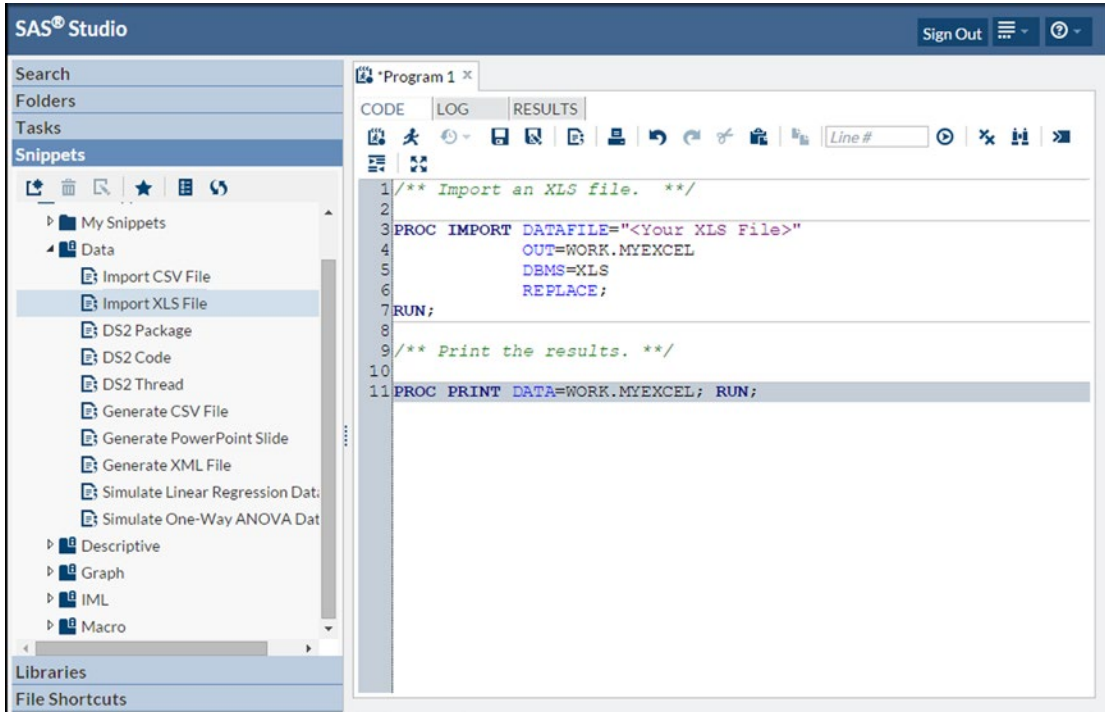 SAS® Studio
Sign Out
Search
Folders
Tasks
Snippets
My Snippets
Data
Import CSV File
Import XLS File
DS2 Package
DS2 Code
DS2 Thread
Generate CSV File
Generate PowerPoint Slide
Generate XML File
Simulate Linear Regression Data
Simulate One-Way ANOVA Dat
Descriptive
Graph
IML
Macro
Libraries
File Shortcuts
*Program 1
CODE LOG RESULTS
Line #
1 /** Import an XLS file.  **/
2
3 PROC IMPORT DATAFILE="<Your XLS File>"
4 OUT=WORK.MYEXCEL
5 DBMS=XLS
6 REPLACE;
7 RUN;
8
9 /** Print the results. **/
10
11 PROC PRINT DATA=WORK.MYEXCEL; RUN;